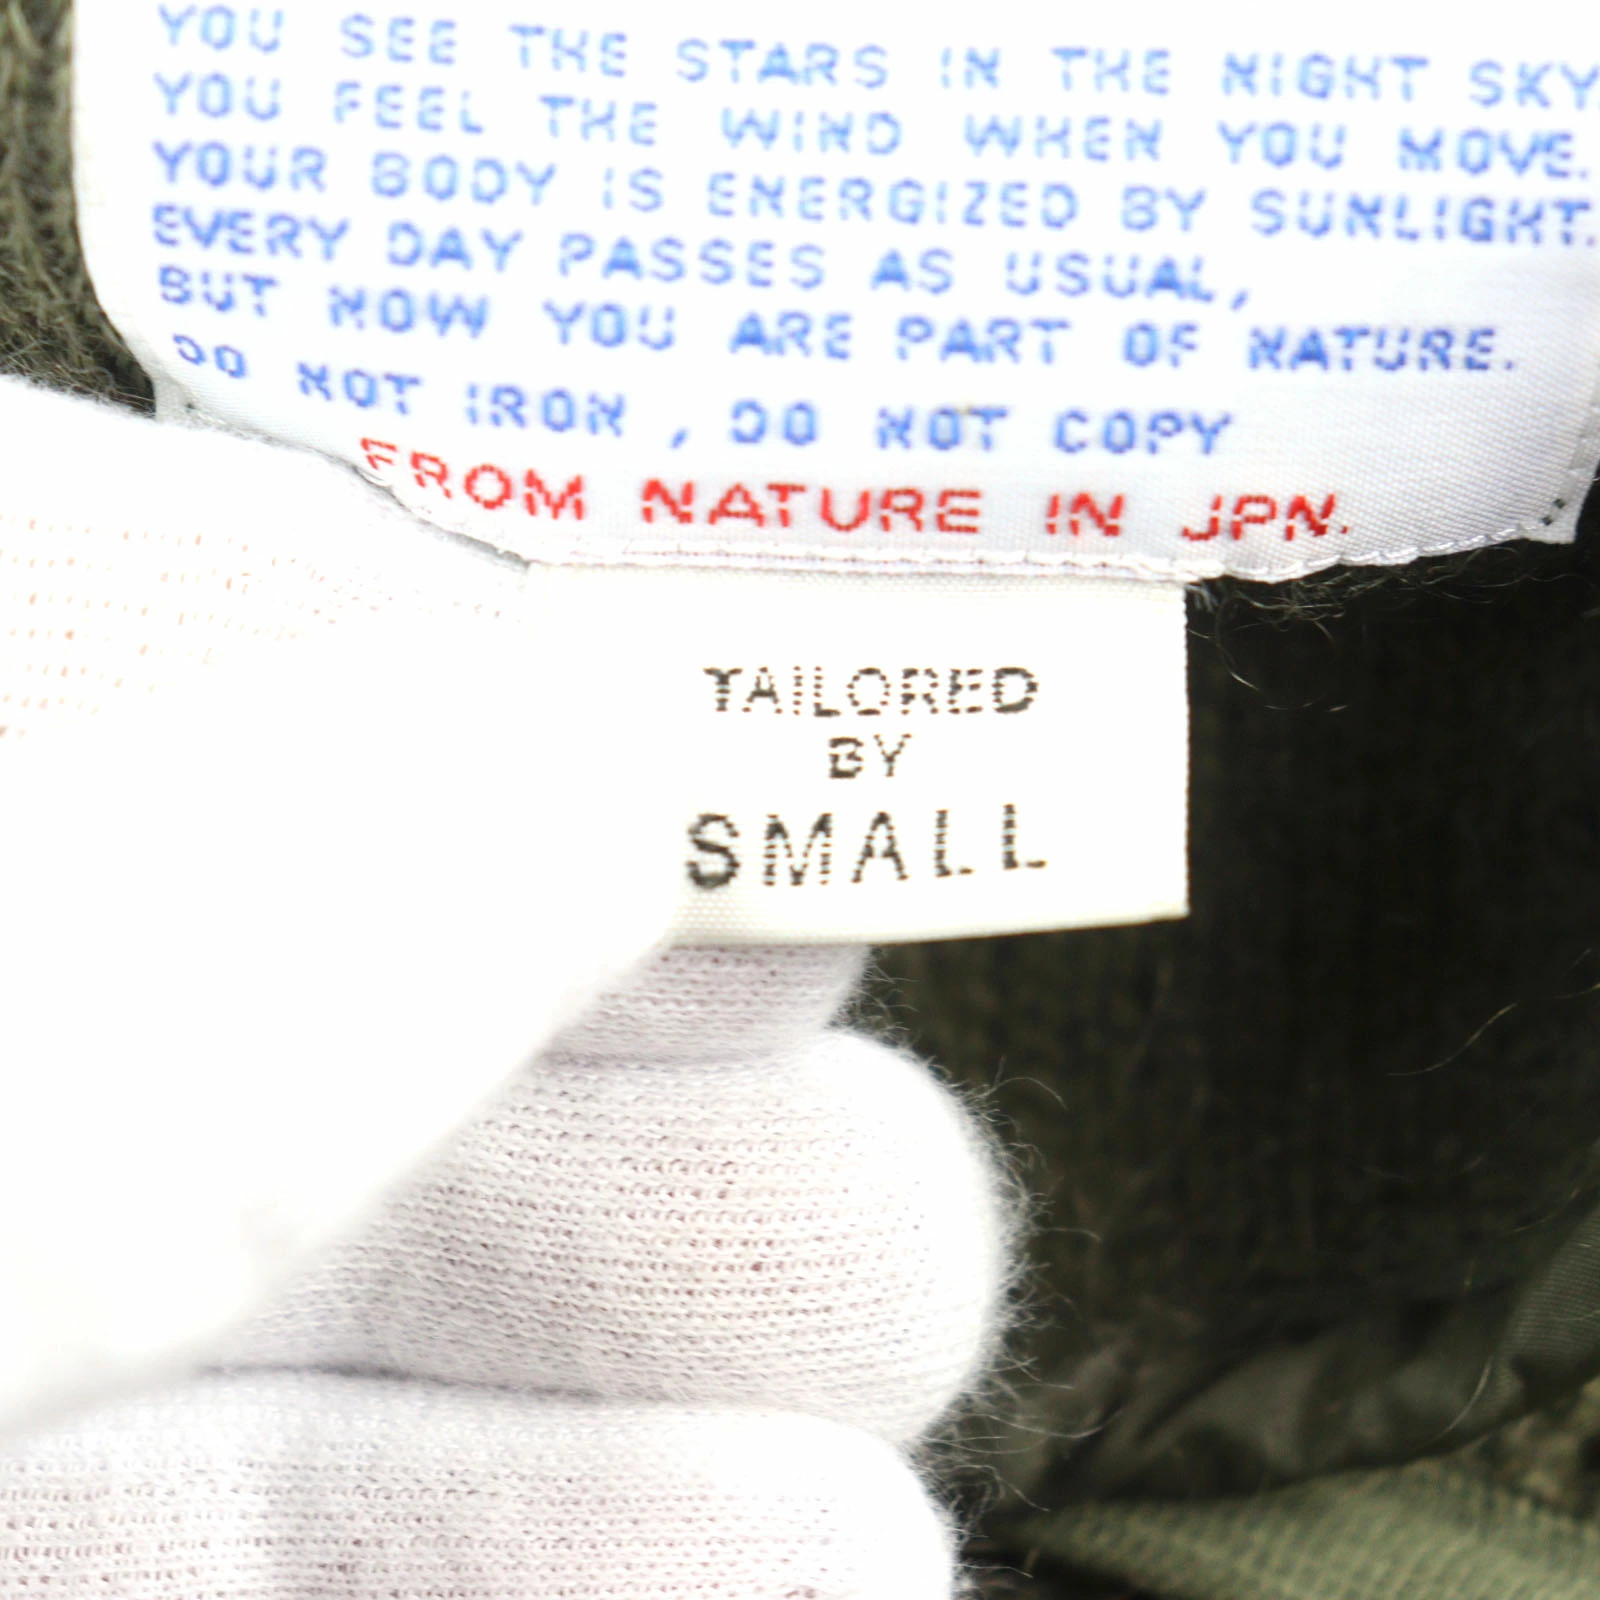 YOU SEE THE STARS IN THE NIGHT SKY.
YOU FEEL THE WIND WHEN YOU MOVE.
YOUR BODY IS ENERGIZED BY SUNLIGHT.
EVERY DAY PASSES AS USUAL,
BUT NOW YOU ARE PART OF NATURE.
DO NOT IRON , DO NOT COPY
FROM NATURE IN JPN.
TAILORED
BY
SMALL